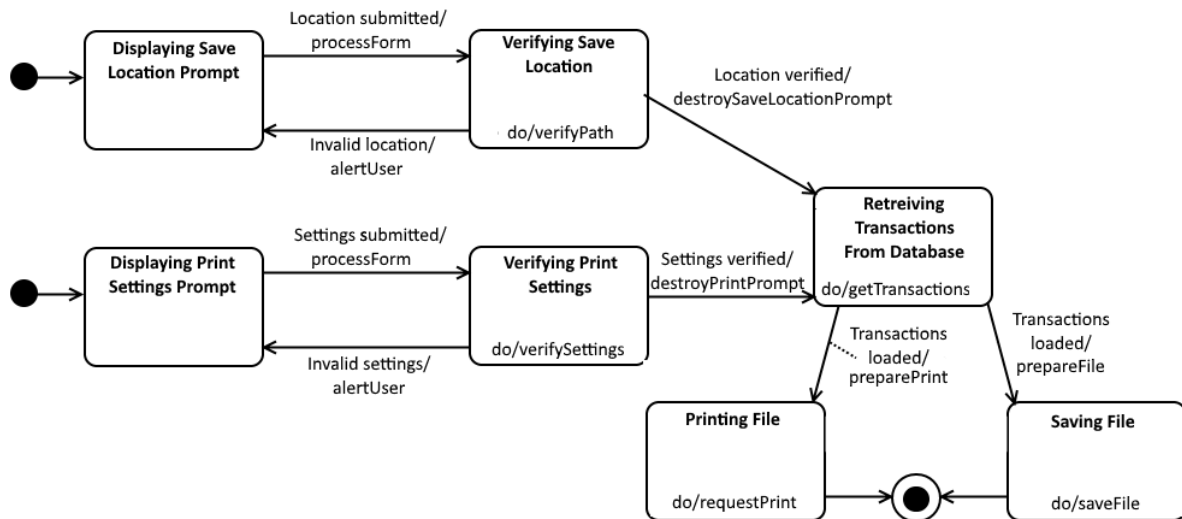 Location submitted/
processForm
Displaying Save
Location Prompt
Verifying Save
Location
do/verifyPath
Invalid location/
alertUser
Location verified/
destroySaveLocationPrompt
Settings submitted/
processForm
Displaying Print
Settings Prompt
Verifying Print
Settings
do/verifySettings
Invalid settings/
alertUser
Settings verified/
destroyPrintPrompt
Retreiving
Transactions
From Database
do/getTransactions
Transactions
loaded/
preparePrint
Transactions
loaded/
prepareFile
Printing File
do/requestPrint
Saving File
do/saveFile